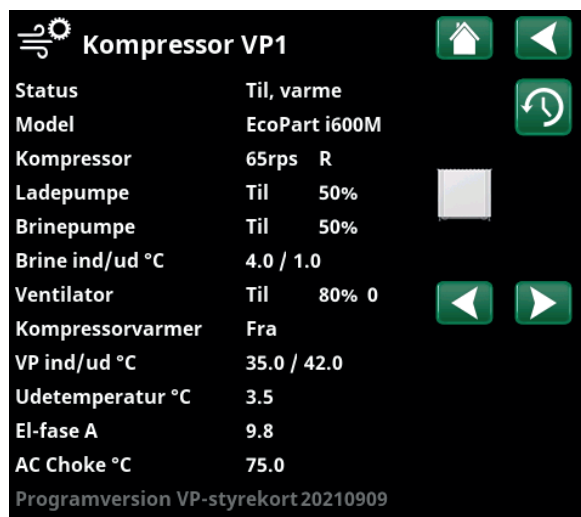 Kompressor VP1
Status Til, varme
Model EcoPart i600M
Kompressor 65rps R
Ladepumpe Til 50%
Brinepumpe Til 50%
Brine ind/ud °C 4.0 / 1.0
Ventilator Til 80% 0
Kompressorvarmer Fra
VP ind/ud °C 35.0 / 42.0
Udetemperatur °C 3.5
El-fase A 9.8
AC Choke °C 75.0
Programversion VP-styrekort 20210909